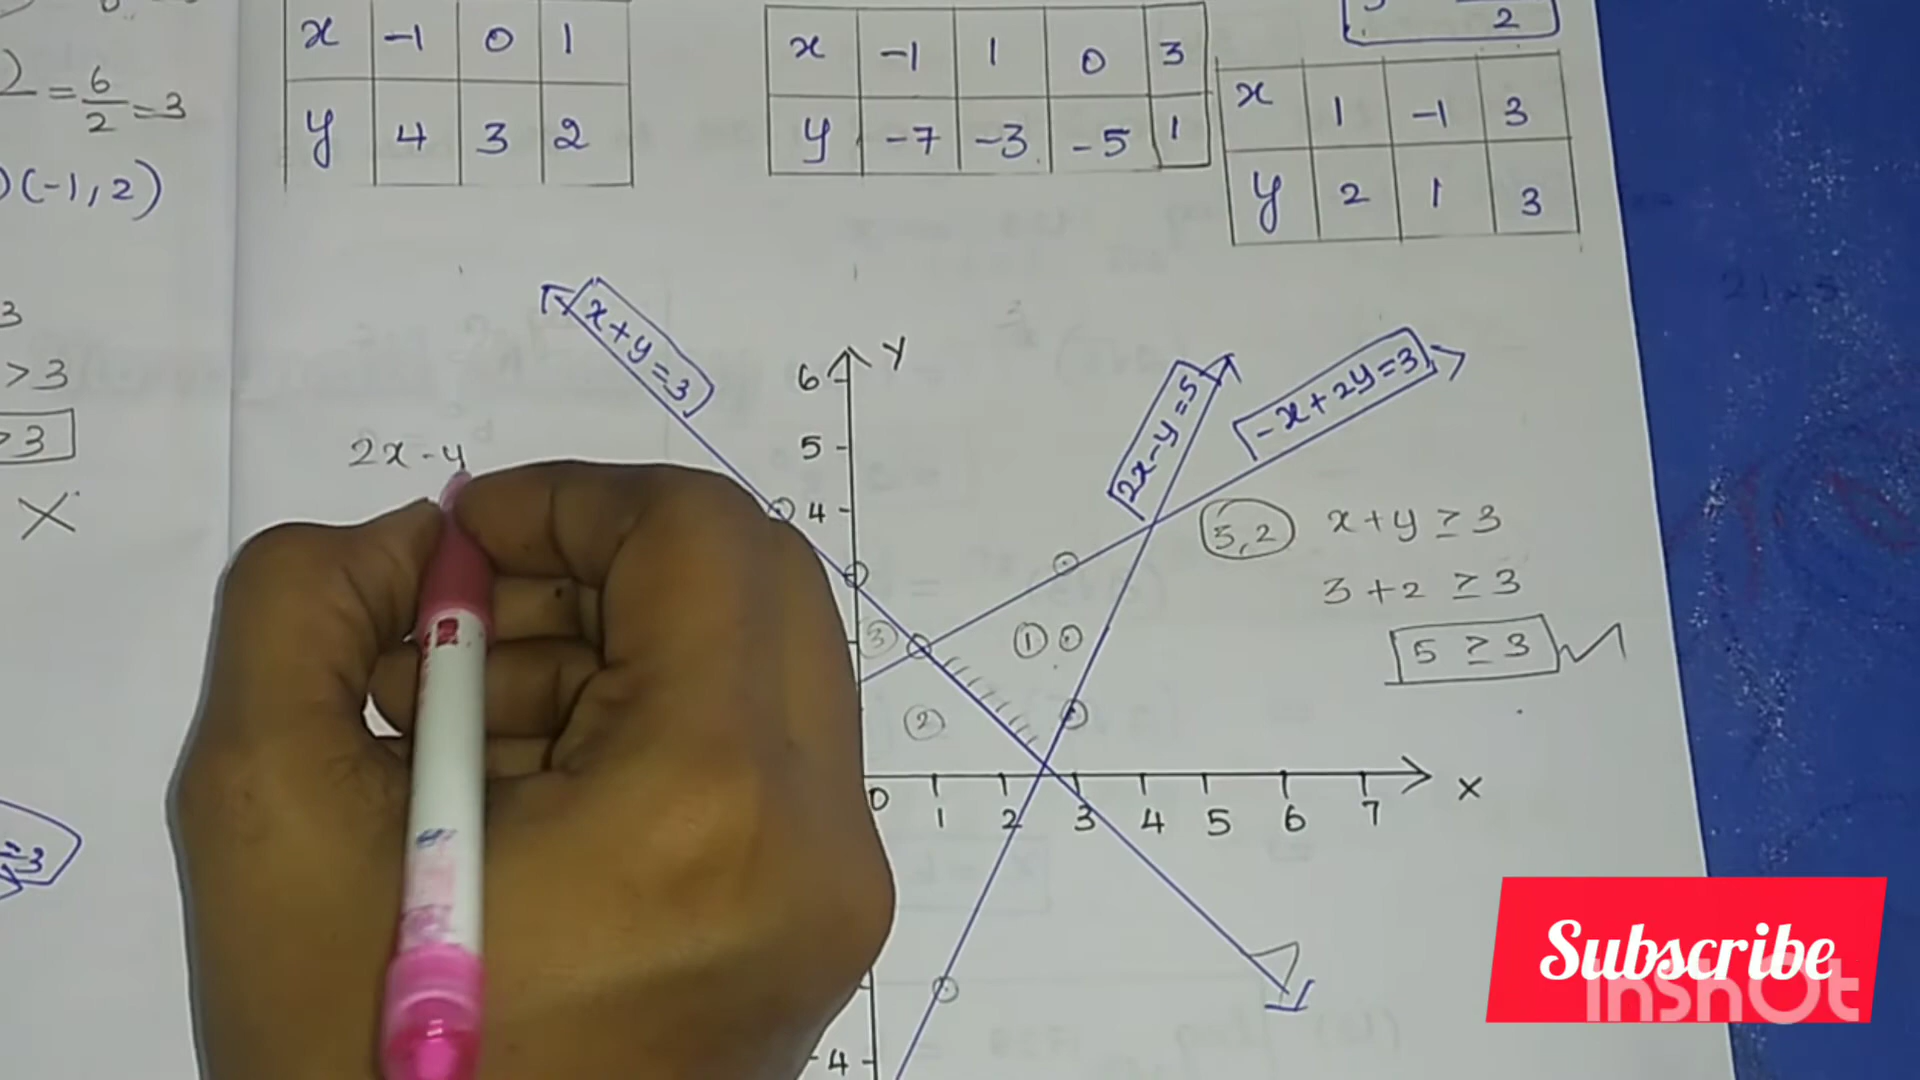 x -1 0 1
y 4 3 2
x -1 1 0 3
y -7 -3 -5 1
2
x 1 -1 3
y 2 1 3
= 6/2 = 3
(-1, 2)
3
> 3
> 3
X
x+y=3
2x-y=5
-x+2y=3
2x-y
Y
6
5
4
3
1
2
0 1 2 3 4 5 6 7
X
-4
3,2
x+y ≥ 3
3+2 ≥ 3
5 ≥ 3
Subscribe
InShOt